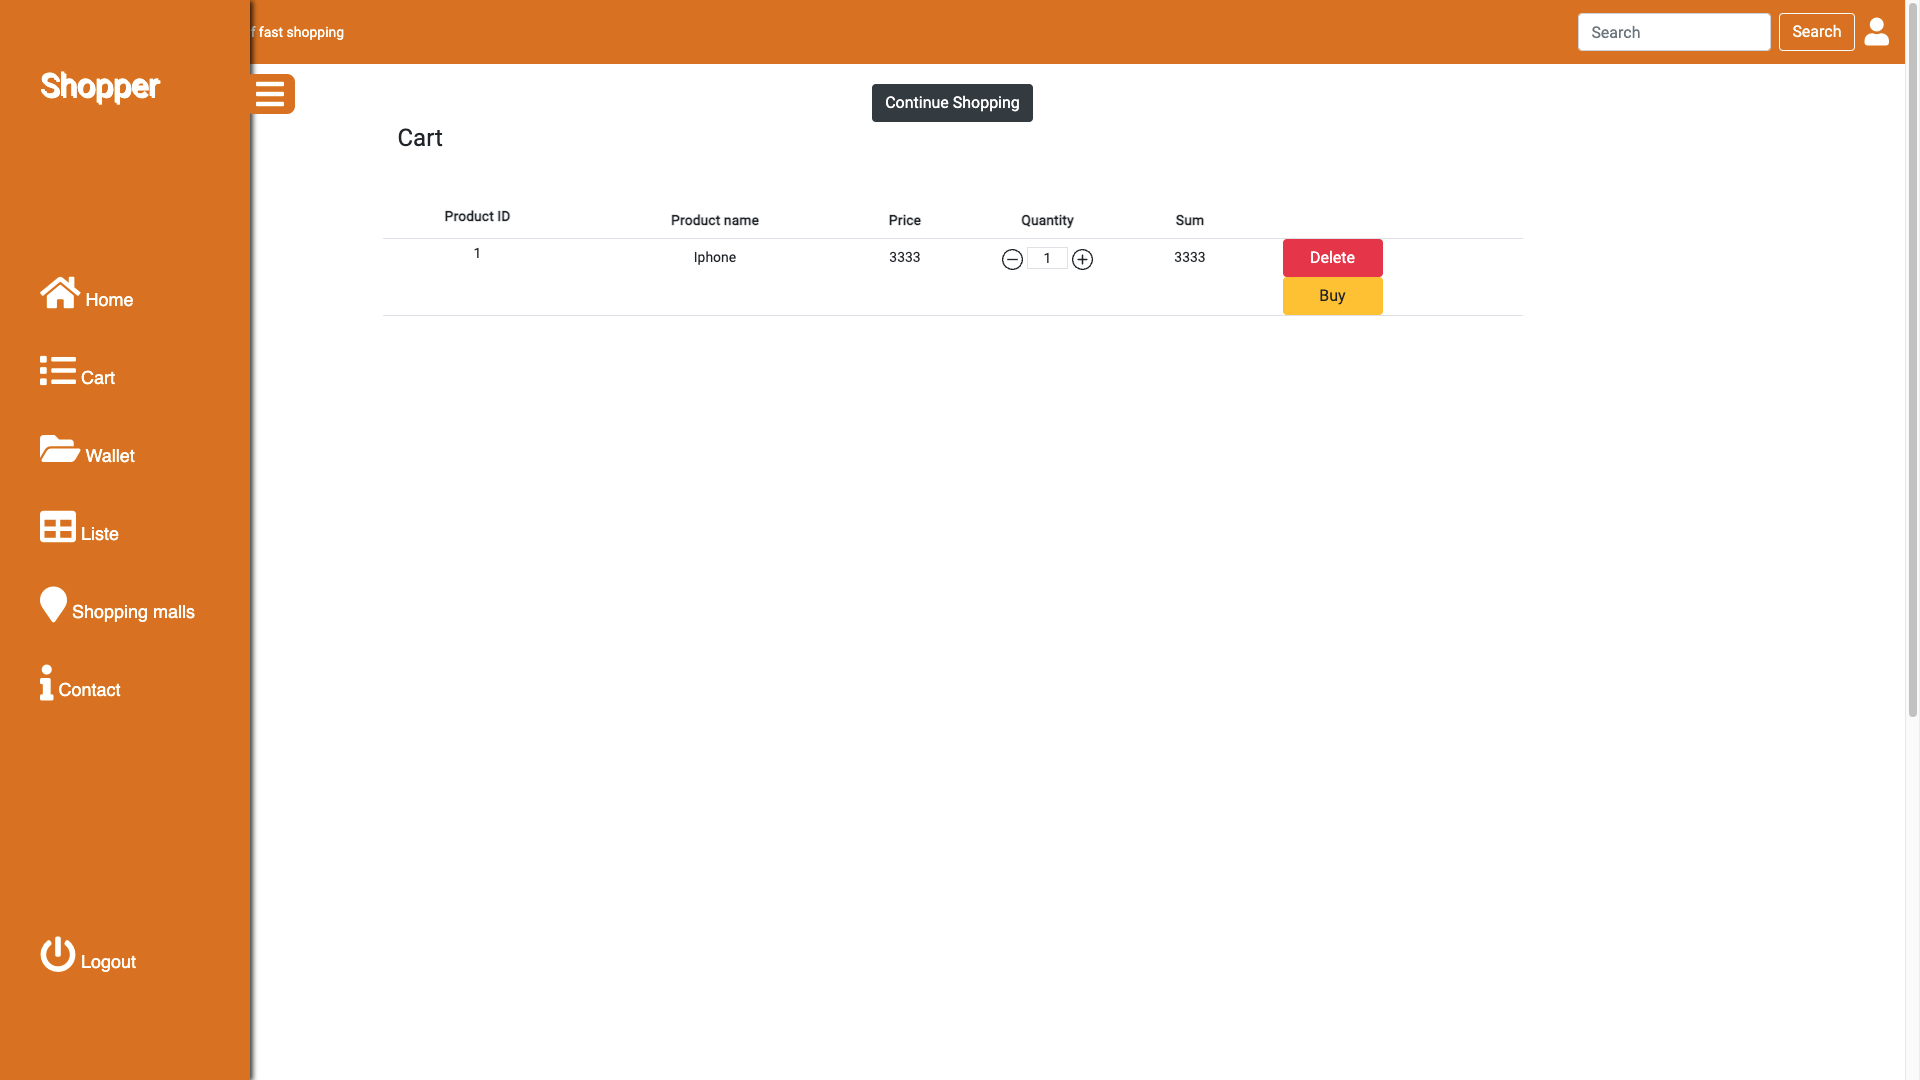 f fast shopping
Search
Search
Shopper
Continue Shopping
Cart
Product ID Product name Price Quantity Sum
1 Iphone 3333 1 3333 Delete
Buy
Home
Cart
Wallet
Liste
Shopping malls
Contact
Logout